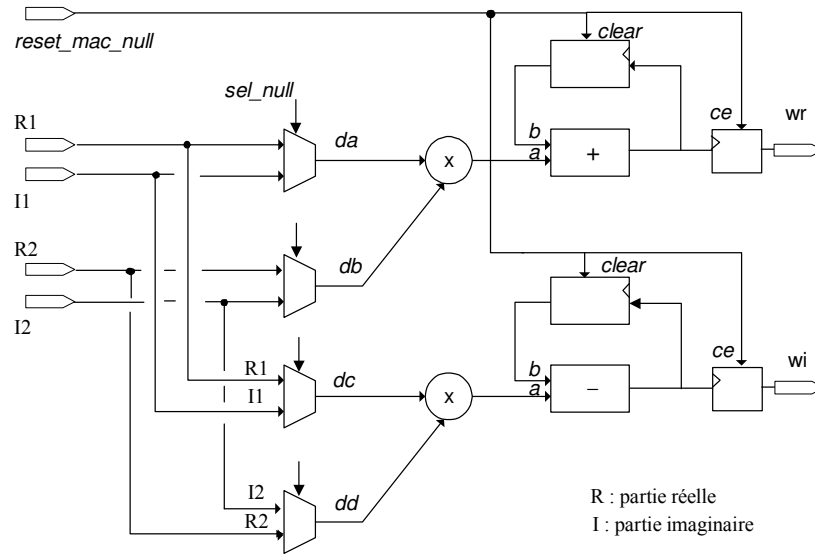 reset_mac_null
clear
sel_null
ce
wr
R1
da
b
x
a
+
I1
R2
db
clear
I2
wi
ce
R1
dc
b
I1
x
a
−
I2
dd
R2
R : partie réelle
I : partie imaginaire